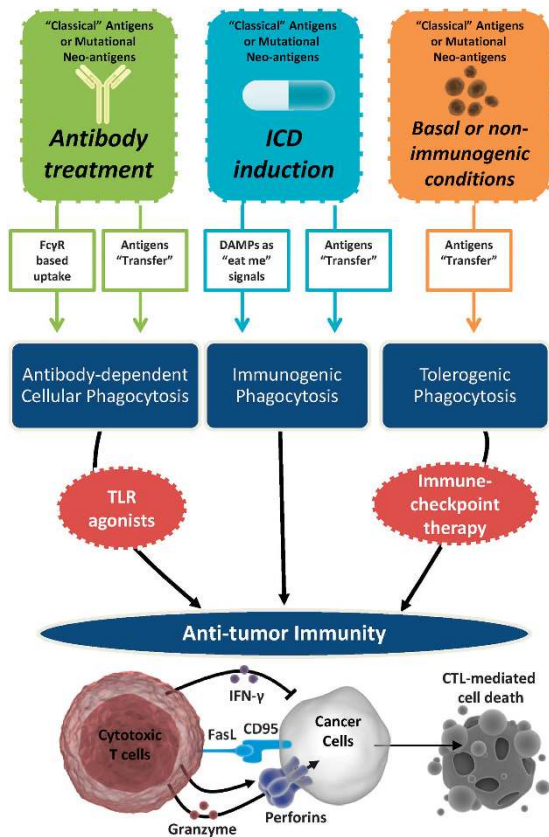 “Classical” Antigens
or Mutational
Neo-antigens
Antibody
treatment
“Classical” Antigens
or Mutational
Neo-antigens
ICD
induction
“Classical” Antigens
or Mutational
Neo-antigens
Basal or non-
immunogenic
conditions
FcγR
based
uptake
Antigens
“Transfer”
DAMPs as
“eat me”
signals
Antigens
“Transfer”
Antigens
“Transfer”
Antibody-dependent
Cellular Phagocytosis
Immunogenic
Phagocytosis
Tolerogenic
Phagocytosis
TLR
agonists
Immune-
checkpoint
therapy
Anti-tumor Immunity
IFN-γ
CTL-mediated
cell death
Cytotoxic
T cells
FasL
CD95
Cancer
Cells
Granzyme
Perforins